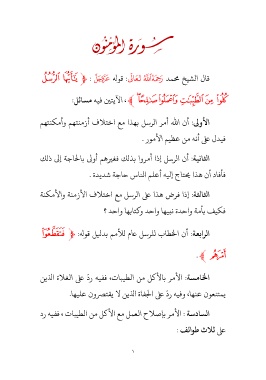 سُورَةُ المُؤْمِنُونَ
قال الشيخ محمد رَحِمَهُ ٱللَّهُ تَعَالَى: قوله عَزَّوَجَلَّ: ﴿ يَٰٓأَيُّهَا ٱلرُّسُلُ
كُلُوا۟ مِنَ ٱلطَّيِّبَٰتِ وَٱعْمَلُوا۟ صَٰلِحًا ﴾، الآيتين فيه مسائل:
الأولى: أن الله أمر الرسل بهذا مع اختلاف أزمنتهم وأمكنتهم
فيدل على أنه من عظيم الأمور.
الثانية: أن الرسل إذا أمروا بذلك فغيرهم أولى بالحاجة إلى ذلك
فأفاد أن هذا يحتاج إليه أعلم الناس حاجة شديدة.
الثالثة: إذا فرض هذا على الرسل مع اختلاف الأزمنة والأمكنة
فكيف بأمة واحدة نبيها واحد وكتابها واحد ؟
الرابعة: أن الخطاب للرسل عام للأمم بدليل قوله: ﴿ فَتَقَطَّعُوٓا۟
أَمْرَهُم ﴾.
الخامسة: الأمر بالأكل من الطيبات، ففيه ردّ على الغلاة الذين
يمتنعون عنها، وفيه ردّ على الجفاة الذين لا يقتصرون عليها.
السادسة: الأمر بإصلاح العمل مع الأكل من الطيبات، ففيه رد
على ثلاث طوائف:
١